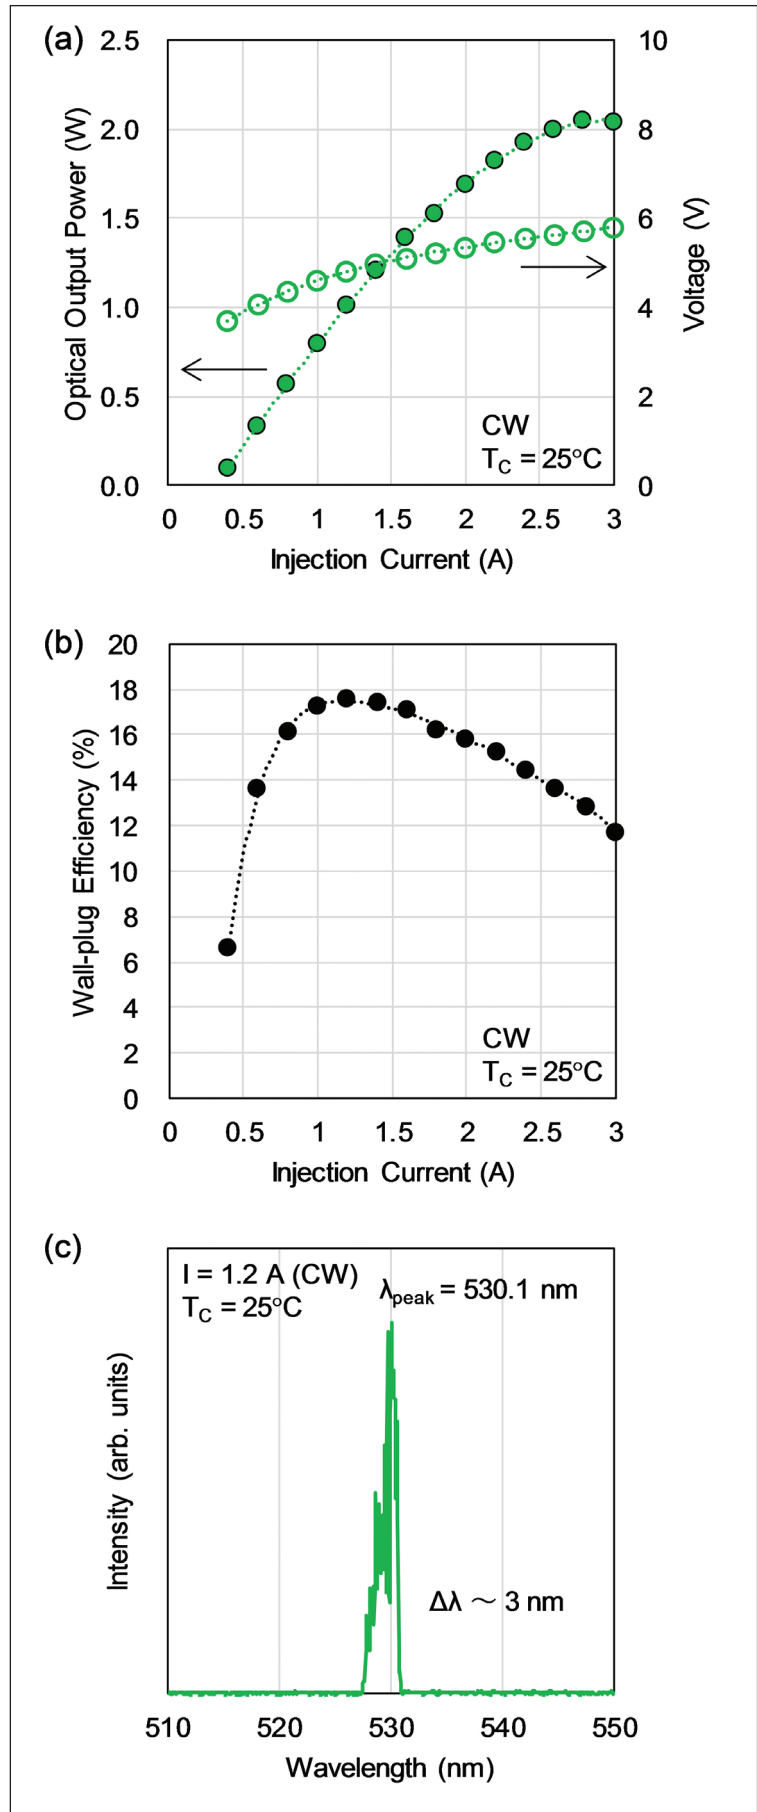 (a)
2.5
2.0
1.5
1.0
0.5
0.0
Optical Output Power (W)
10
8
6
4
2
0
Voltage (V)
CW
T_C = 25°C
0 0.5 1 1.5 2 2.5 3
Injection Current (A)
(b)
20
18
16
14
12
10
8
6
4
2
0
Wall-plug Efficiency (%)
CW
T_C = 25°C
0 0.5 1 1.5 2 2.5 3
Injection Current (A)
(c)
I = 1.2 A (CW)
T_C = 25°C
λ_peak = 530.1 nm
Intensity (arb. units)
Δλ ~ 3 nm
510 520 530 540 550
Wavelength (nm)